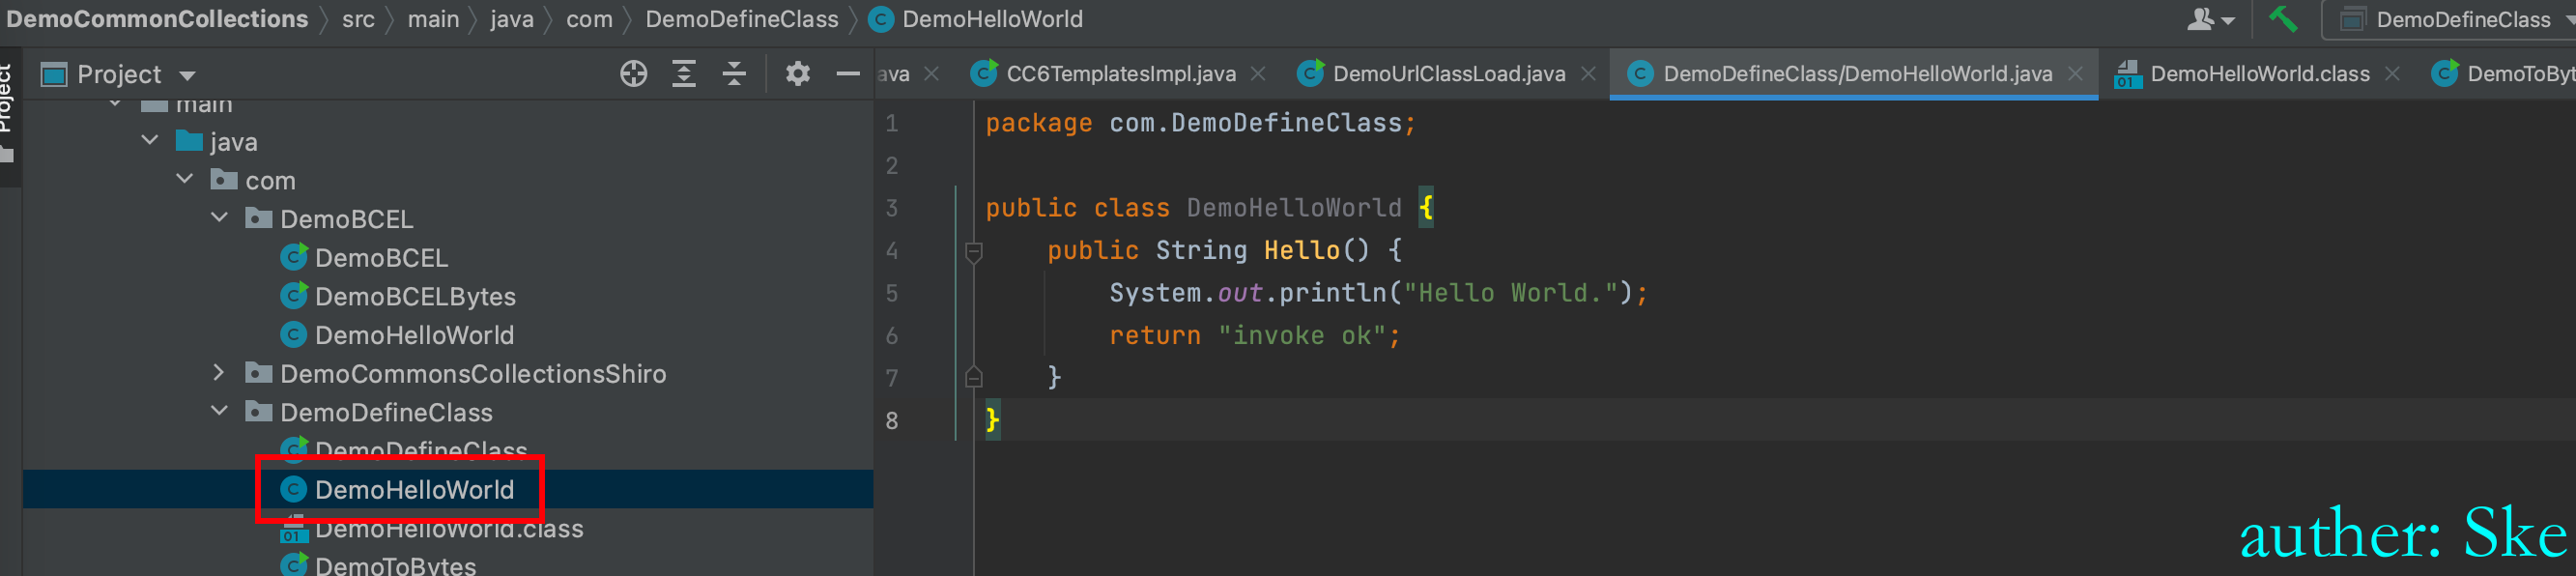 DemoCommonCollections src main java com DemoDefineClass DemoHelloWorld DemoDefineClass
Project
Project
ava CC6TemplatesImpl.java DemoUrlClassLoad.java DemoDefineClass/DemoHelloWorld.java DemoHelloWorld.class DemoToByt
main
java
com
DemoBCEL
DemoBCEL
DemoBCELBytes
DemoHelloWorld
DemoCommonsCollectionsShiro
DemoDefineClass
DemoDefineClass
DemoHelloWorld
DemoHelloWorld.class
DemoToBytes
1 package com.DemoDefineClass;
2
3 public class DemoHelloWorld {
4 public String Hello() {
5 System.out.println("Hello World.");
6 return "invoke ok";
7 }
8 }
auther: Ske